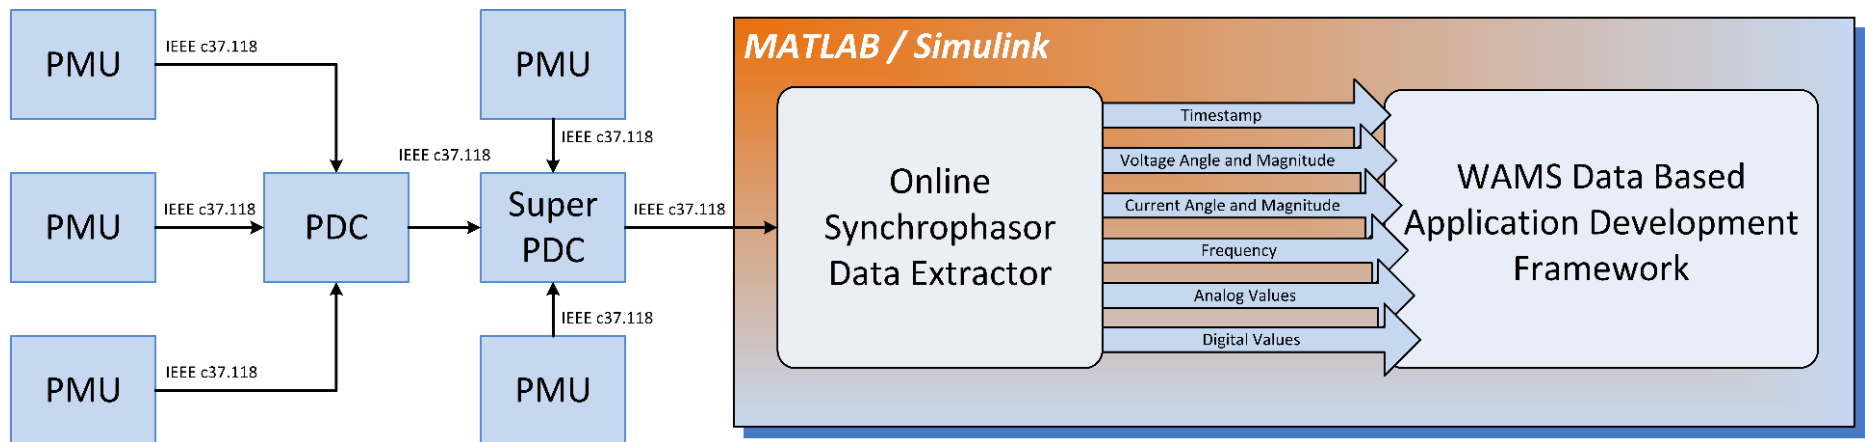 PMU
IEEE c37.118
PMU
IEEE c37.118
PMU
IEEE c37.118
PDC
IEEE c37.118
PMU
IEEE c37.118
Super
PDC
IEEE c37.118
IEEE c37.118
PMU
MATLAB / Simulink
Online
Synchrophasor
Data Extractor
Timestamp
Voltage Angle and Magnitude
Current Angle and Magnitude
Frequency
Analog Values
Digital Values
WAMS Data Based
Application Development
Framework